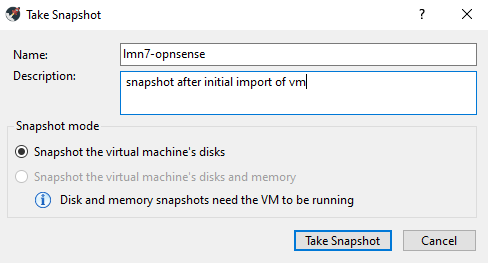 Take Snapshot
Name:
lmn7-opnsense
Description:
snapshot after initial import of vm
Snapshot mode
Snapshot the virtual machine's disks
Snapshot the virtual machine's disks and memory
Disk and memory snapshots need the VM to be running
Take Snapshot
Cancel